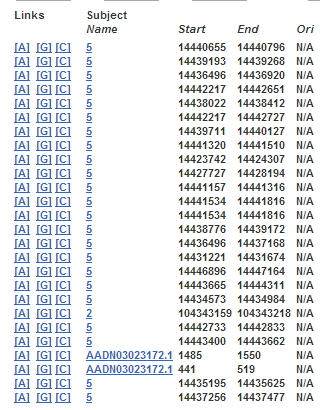 Links Subject
Name Start End Ori
[A] [G] [C] 5 14440655 14440796 N/A
[A] [G] [C] 5 14439193 14439268 N/A
[A] [G] [C] 5 14436496 14436920 N/A
[A] [G] [C] 5 14442217 14442651 N/A
[A] [G] [C] 5 14438022 14438412 N/A
[A] [G] [C] 5 14442217 14442727 N/A
[A] [G] [C] 5 14439711 14440127 N/A
[A] [G] [C] 5 14441320 14441510 N/A
[A] [G] [C] 5 14423742 14424307 N/A
[A] [G] [C] 5 14427727 14428194 N/A
[A] [G] [C] 5 14441157 14441316 N/A
[A] [G] [C] 5 14441534 14441816 N/A
[A] [G] [C] 5 14441534 14441816 N/A
[A] [G] [C] 5 14438776 14439172 N/A
[A] [G] [C] 5 14436496 14437168 N/A
[A] [G] [C] 5 14431221 14431674 N/A
[A] [G] [C] 5 14446896 14447164 N/A
[A] [G] [C] 5 14443665 14444311 N/A
[A] [G] [C] 5 14434573 14434984 N/A
[A] [G] [C] 2 104343159 104343218 N/A
[A] [G] [C] 5 14442733 14442833 N/A
[A] [G] [C] 5 14443400 14443662 N/A
[A] [G] [C] AADN03023172.1 1485 1550 N/A
[A] [G] [C] AADN03023172.1 441 519 N/A
[A] [G] [C] 5 14435195 14435625 N/A
[A] [G] [C] 5 14437256 14437477 N/A